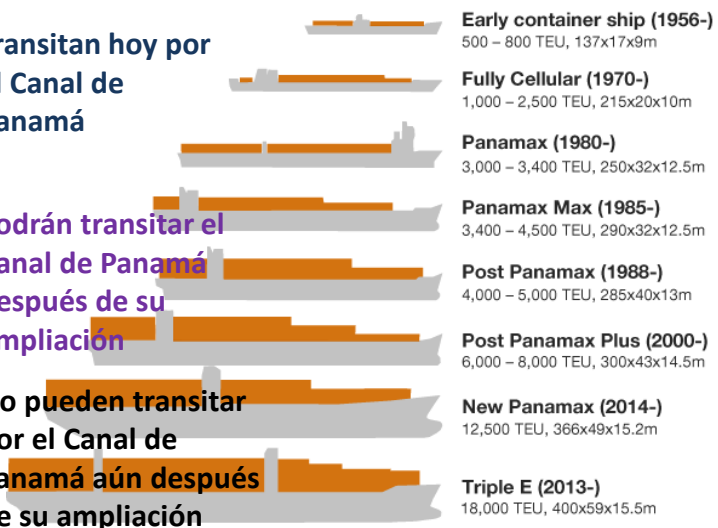 ransitan hoy por
l Canal de
anamá
odrán transitar el
anal de Panamá
espués de su
mpliación
o pueden transitar
or el Canal de
anamá aún después
e su ampliación
Early container ship (1956-)
500 – 800 TEU, 137x17x9m
Fully Cellular (1970-)
1,000 – 2,500 TEU, 215x20x10m
Panamax (1980-)
3,000 – 3,400 TEU, 250x32x12.5m
Panamax Max (1985-)
3,400 – 4,500 TEU, 290x32x12.5m
Post Panamax (1988-)
4,000 – 5,000 TEU, 285x40x13m
Post Panamax Plus (2000-)
6,000 – 8,000 TEU, 300x43x14.5m
New Panamax (2014-)
12,500 TEU, 366x49x15.2m
Triple E (2013-)
18,000 TEU, 400x59x15.5m